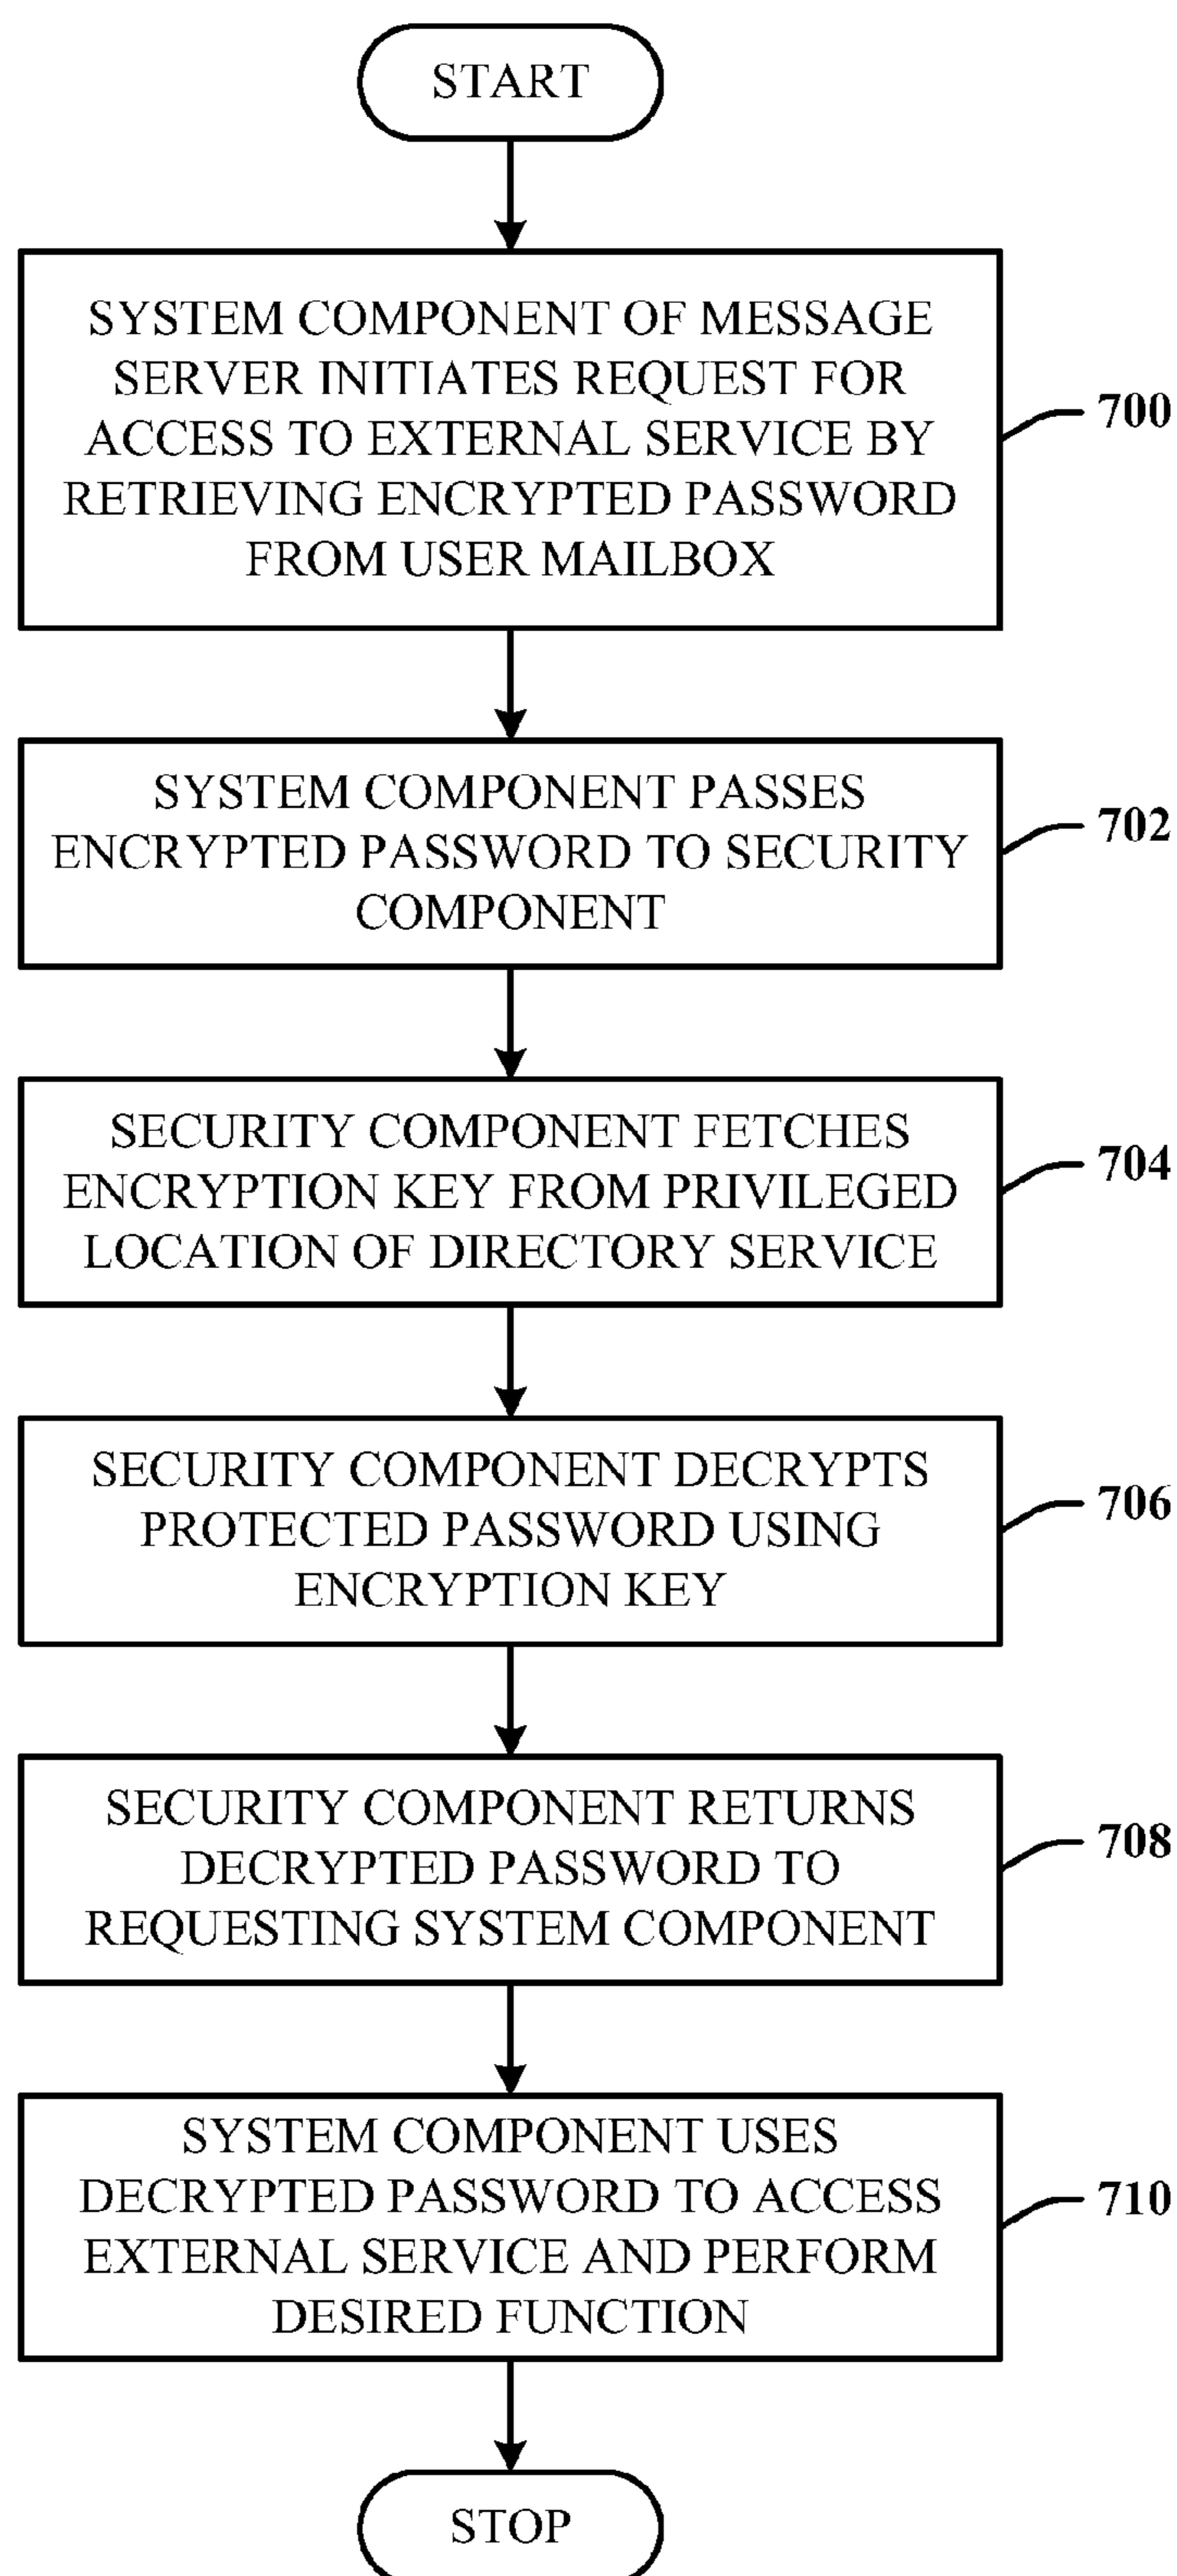 START
SYSTEM COMPONENT OF MESSAGE
SERVER INITIATES REQUEST FOR
ACCESS TO EXTERNAL SERVICE BY
RETRIEVING ENCRYPTED PASSWORD
FROM USER MAILBOX
700
SYSTEM COMPONENT PASSES
ENCRYPTED PASSWORD TO SECURITY
COMPONENT
702
SECURITY COMPONENT FETCHES
ENCRYPTION KEY FROM PRIVILEGED
LOCATION OF DIRECTORY SERVICE
704
SECURITY COMPONENT DECRYPTS
PROTECTED PASSWORD USING
ENCRYPTION KEY
706
SECURITY COMPONENT RETURNS
DECRYPTED PASSWORD TO
REQUESTING SYSTEM COMPONENT
708
SYSTEM COMPONENT USES
DECRYPTED PASSWORD TO ACCESS
EXTERNAL SERVICE AND PERFORM
DESIRED FUNCTION
710
STOP